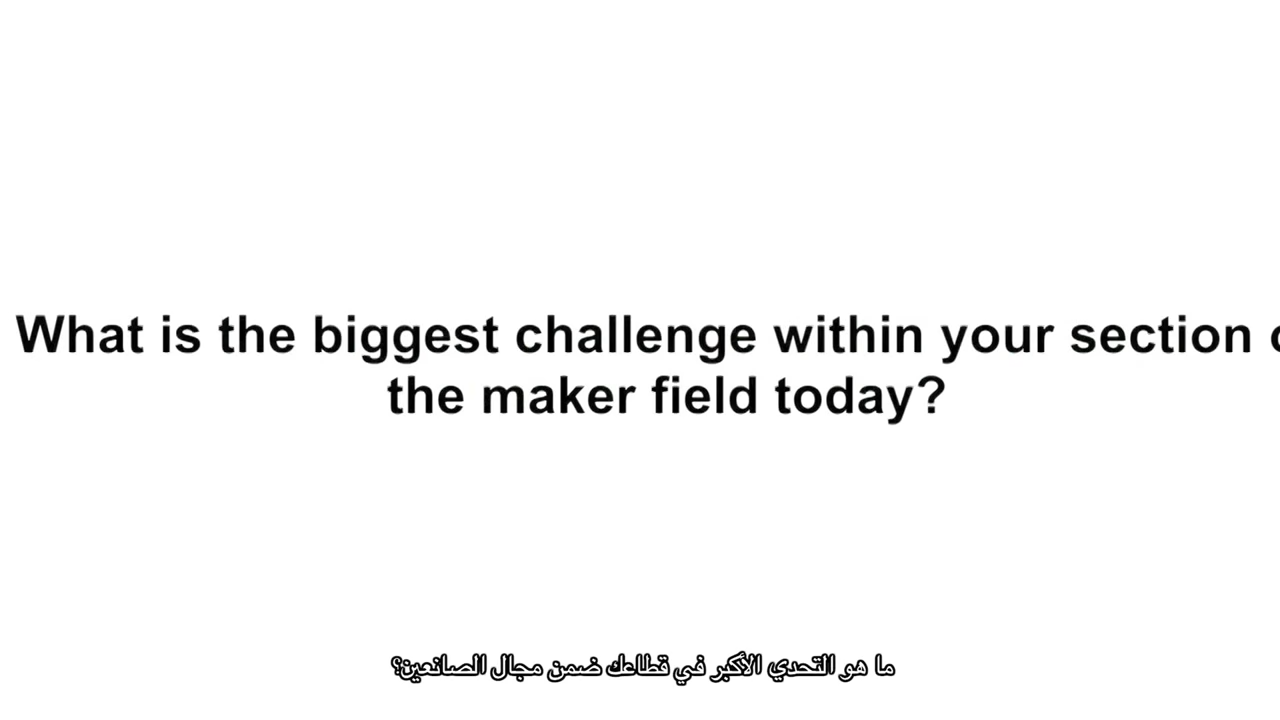 What is the biggest challenge within your section
the maker field today?
ما هو التحدي الأكبر في قطاعك ضمن مجال الصانعين؟